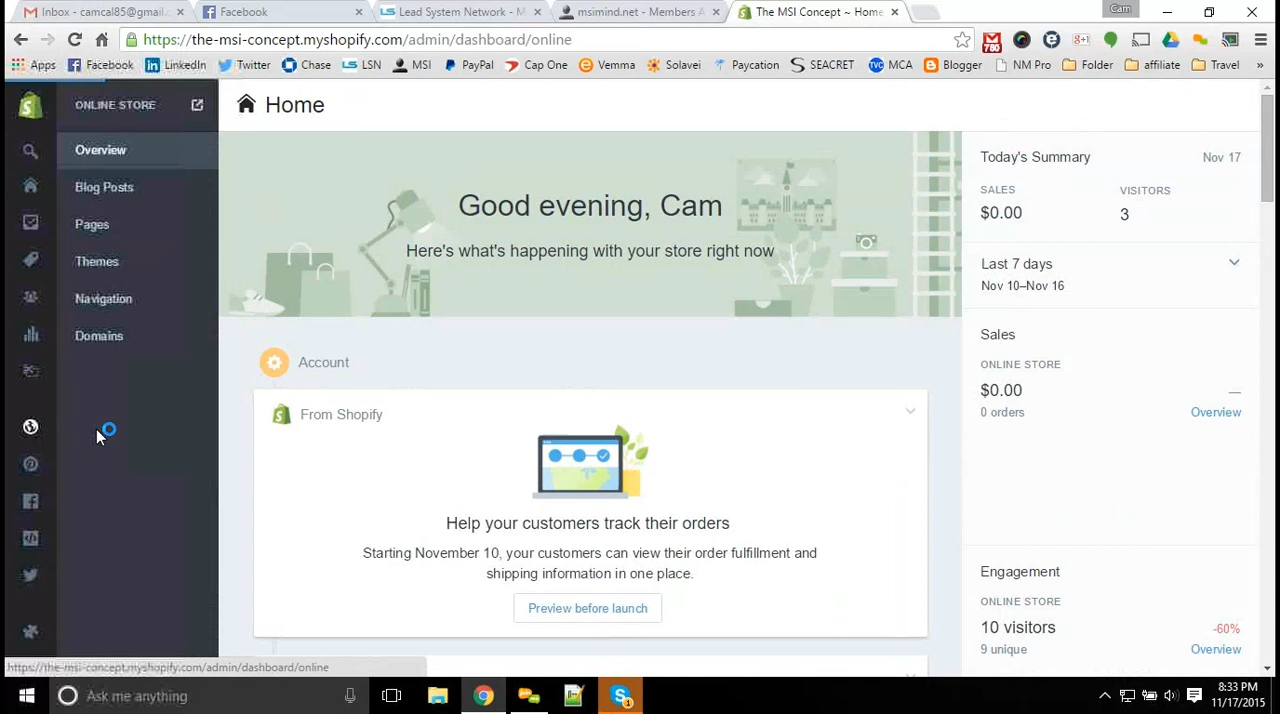 Inbox - cam​cal85@gmail.
Facebook
Lead System Network - M
msimind.net - Members A
The MSI Concept ~ Home
Cam
https://the-msi-concept.myshopify.com/admin/dashboard/online
780
g+1
Apps
Facebook
LinkedIn
Twitter
Chase
LSN
MSI
PayPal
Cap One
Vemma
Solavei
Paycation
SEACRET
MCA
Blogger
NM Pro
Folder
affiliate
Travel
»
ONLINE STORE
Home
Overview
Blog Posts
Pages
Themes
Navigation
Domains
Good evening, Cam
Here's what's happening with your store right now
Today's Summary Nov 17
SALES VISITORS
$0.00 3
Last 7 days
Nov 10–Nov 16
Sales
ONLINE STORE
$0.00 —
0 orders Overview
Account
From Shopify
Help your customers track their orders
Starting November 10, your customers can view their order fulfillment and
shipping information in one place.
Preview before launch
Engagement
ONLINE STORE
10 visitors -60%
9 unique Overview
https://the-msi-concept.myshopify.com/admin/dashboard/online
Ask me anything
1
8:33 PM
11/17/2015